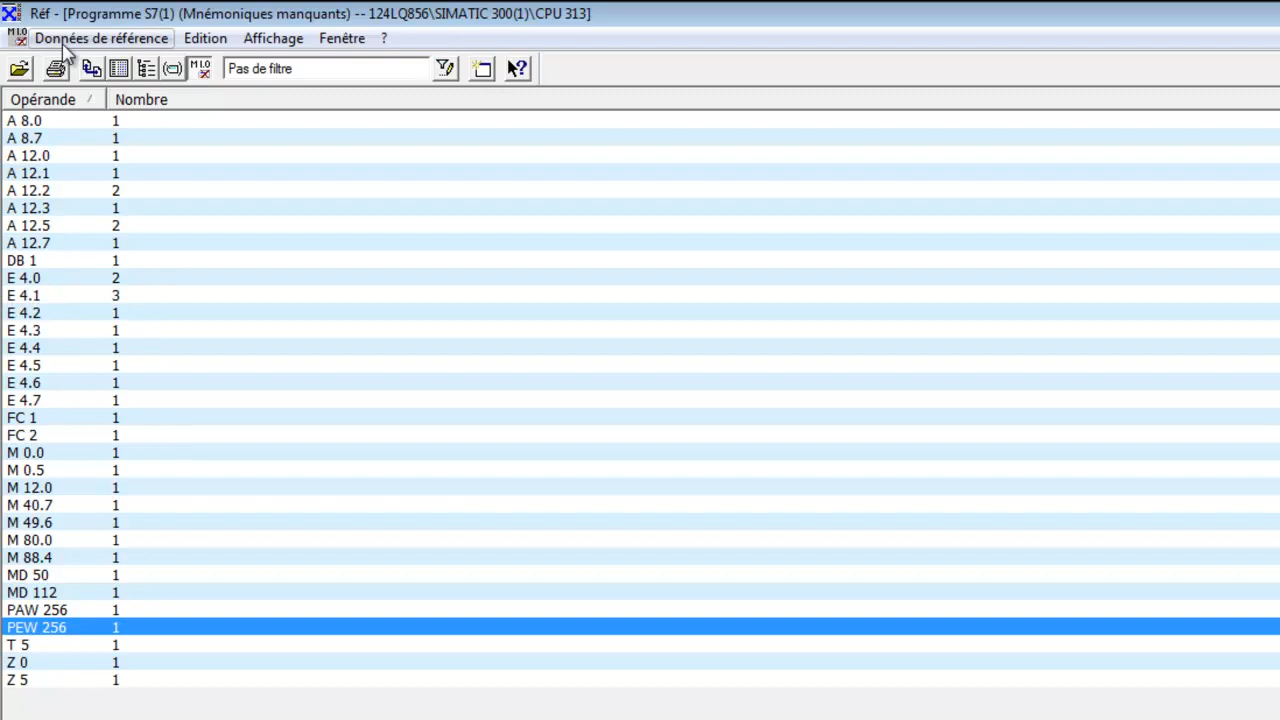 Réf - [Programme S7(1) (Mnémoniques manquants) -- 124LQ856\SIMATIC 300(1)\CPU 313]
Données de référence Edition Affichage Fenêtre ?
M I.0 Pas de filtre
Opérande Nombre
A 8.0 1
A 8.7 1
A 12.0 1
A 12.1 1
A 12.2 2
A 12.3 1
A 12.5 2
A 12.7 1
DB 1 1
E 4.0 2
E 4.1 3
E 4.2 1
E 4.3 1
E 4.4 1
E 4.5 1
E 4.6 1
E 4.7 1
FC 1 1
FC 2 1
M 0.0 1
M 0.5 1
M 12.0 1
M 40.7 1
M 49.6 1
M 80.0 1
M 88.4 1
MD 50 1
MD 112 1
PAW 256 1
PEW 256 1
T 5 1
Z 0 1
Z 5 1